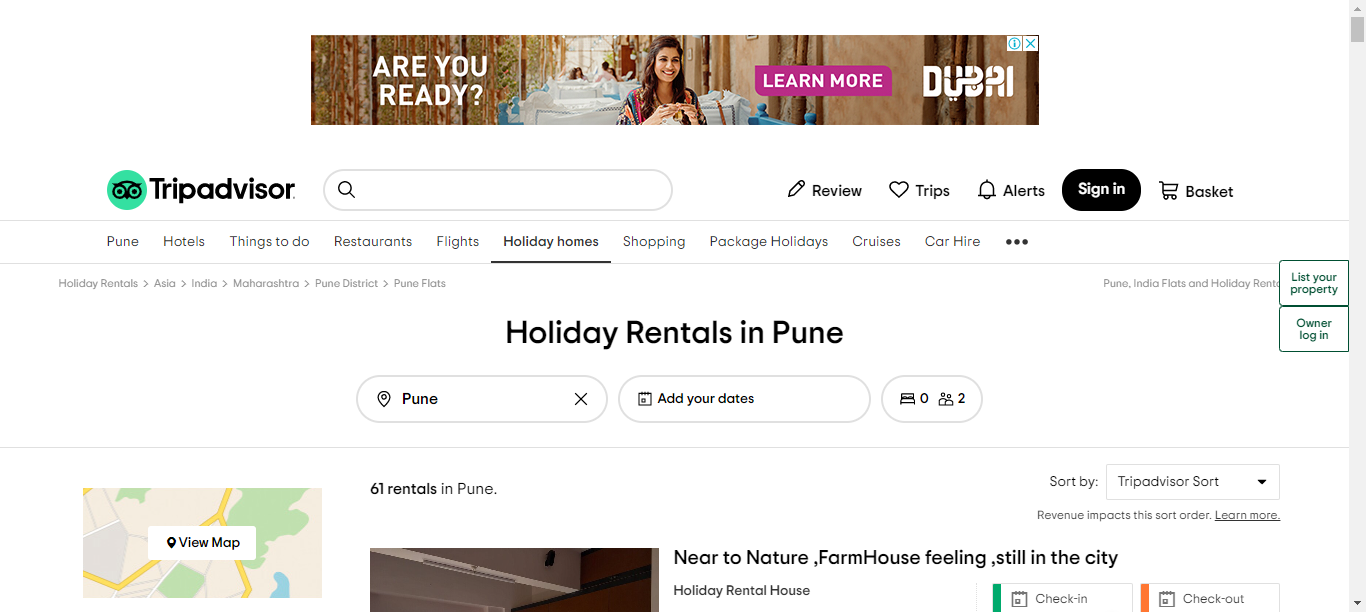 ARE YOU
READY?
LEARN MORE
DUBAI
Tripadvisor
Review
Trips
Alerts
Sign in
Basket
Pune
Hotels
Things to do
Restaurants
Flights
Holiday homes
Shopping
Package Holidays
Cruises
Car Hire
Holiday Rentals > Asia > India > Maharashtra > Pune District > Pune Flats
Pune, India Flats and Holiday
List your
property
Owner
log in
Holiday Rentals in Pune
Pune
Add your dates
0
2
61 rentals in Pune.
Sort by:
Tripadvisor Sort
Revenue impacts this sort order. Learn more.
View Map
Near to Nature ,FarmHouse feeling ,still in the city
Holiday Rental House
Check-in
Check-out